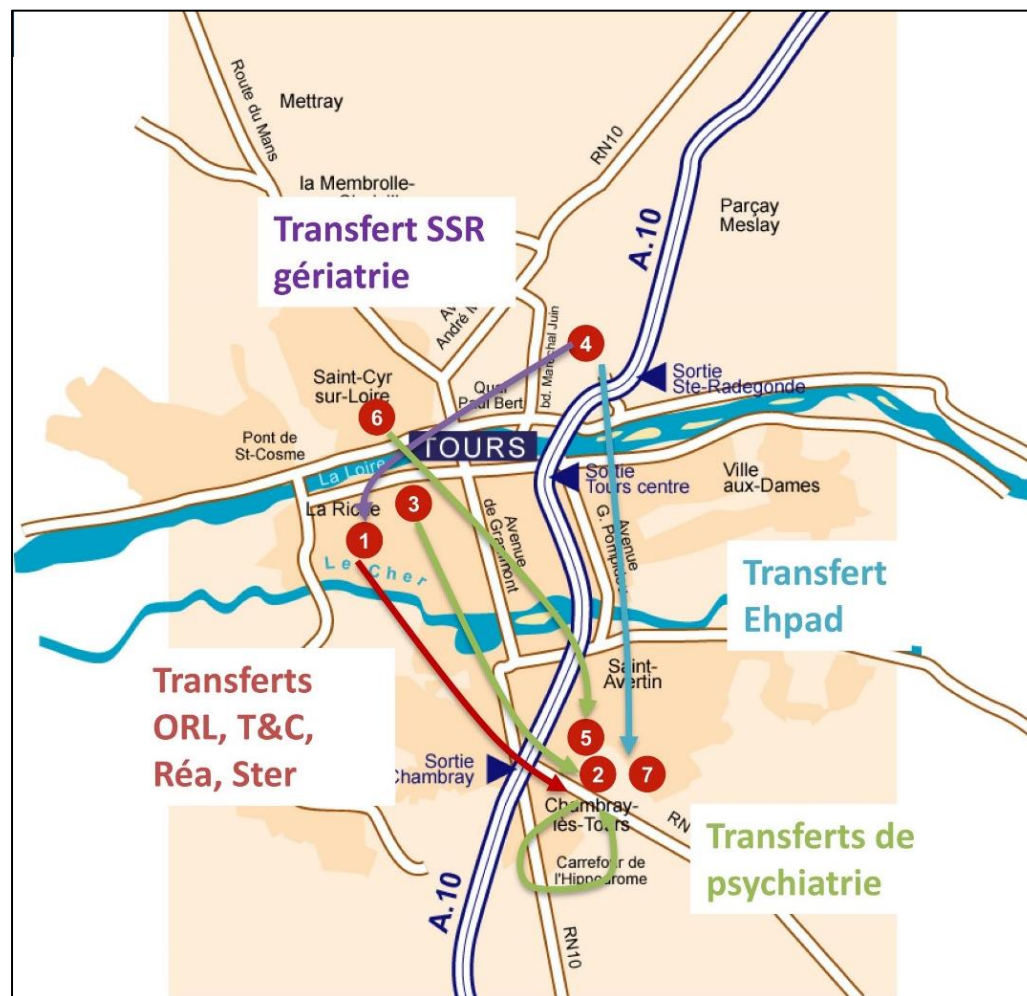 Route du Mans
Mettray
RN10
la Membrolle-
Parçay
Meslay
A.10
Transfert SSR
gériatrie
André
bd. Maréchal Juin
4
Sortie
Ste-Radegonde
Saint-Cyr
sur-Loire
Quai
Paul Bert
6
Pont de
St-Cosme
TOURS
La Loire
Sortie
Tours centre
Ville
aux-Dames
La Riche
3
1
Avenue
de Grammont
Avenue
G. Pompidou
Le Cher
Transfert
Ehpad
Saint-
Avertin
Transferts
ORL, T&C,
Réa, Ster
5
Sortie
Chambray
2
7
Chambray-
lès-Tours
Transferts de
psychiatrie
Carrefour de
l'Hippodrome
A.10
RN10